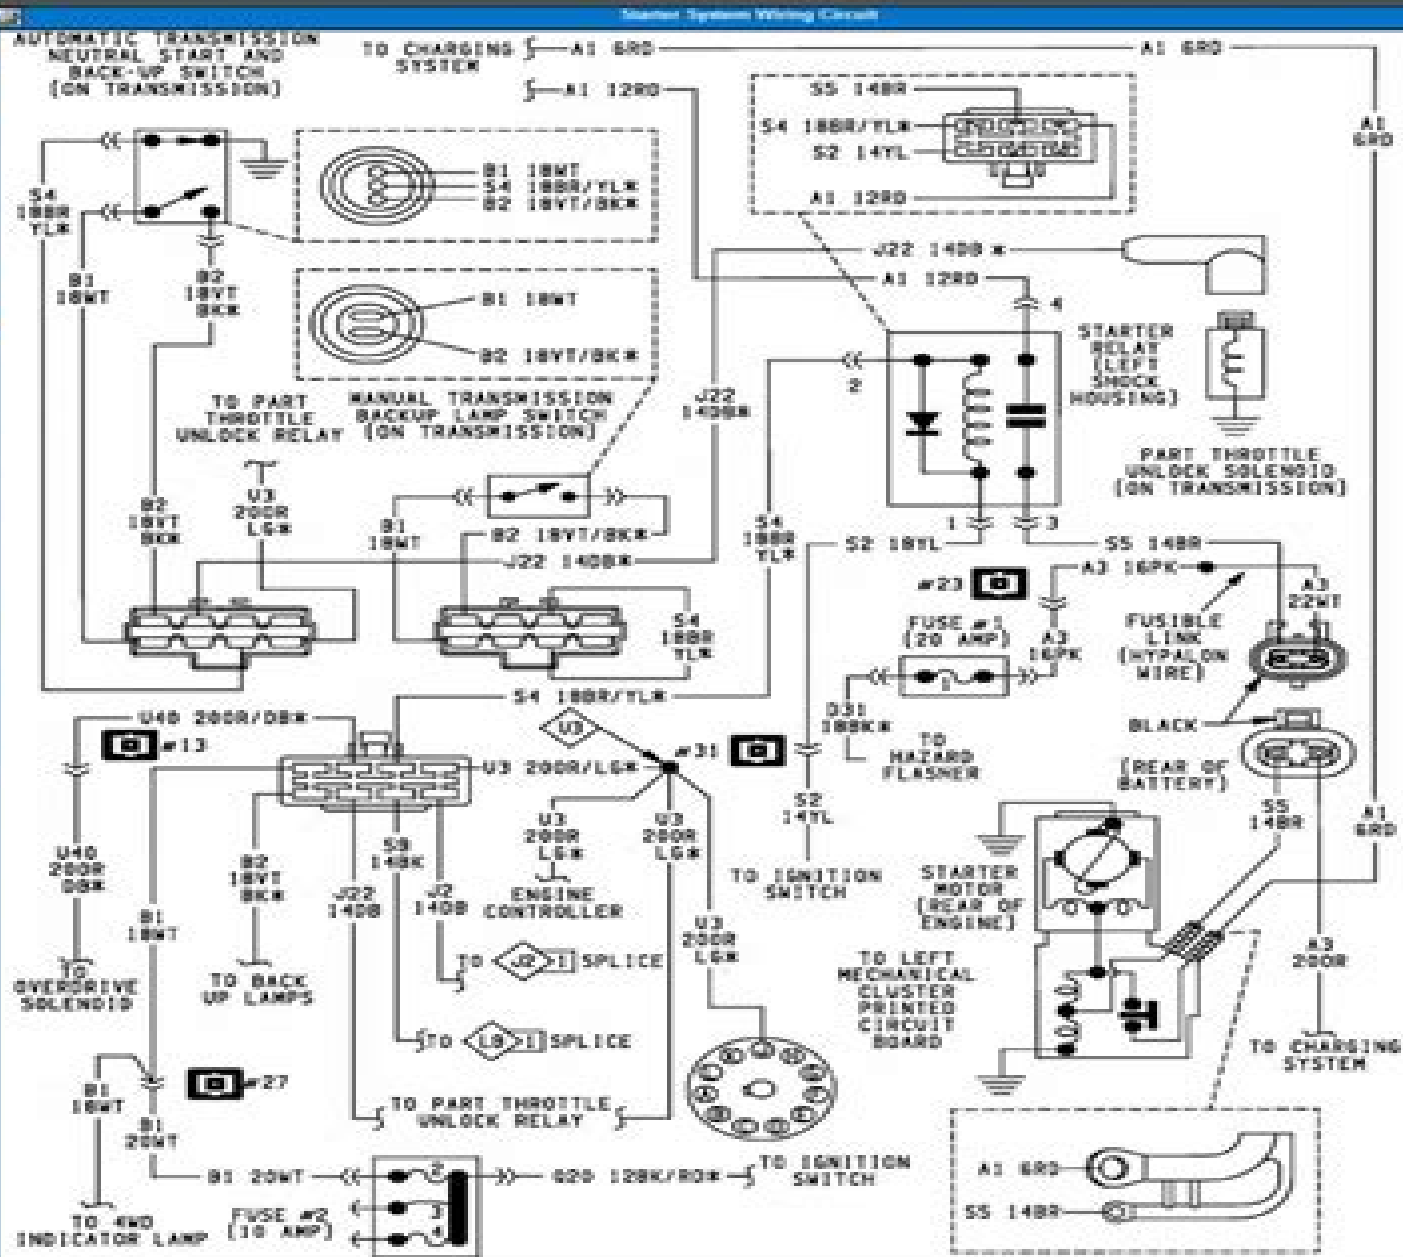 Starter System Wiring Circuit
AUTOMATIC TRANSMISSION
NEUTRAL START AND
BACK-UP SWITCH
(ON TRANSMISSION)
TO CHARGING
SYSTEM
A1 6RD
A1 6RD
A1 12RD
A1
6RD
S5 14BR
S4 18BR/YL*
S2 14YL
A1 12RD
S4
18BR
YL*
B1 18WT
S4 18BR/YL*
B2 18VT/BK*
B1
18WT
B2
18VT
BK*
B1 18WT
B2 18VT/BK*
J22 14DB *
A1 12RD
4
2
STARTER
RELAY
(LEFT
SHOCK
HOUSING)
TO PART
THROTTLE
UNLOCK RELAY
MANUAL TRANSMISSION
BACKUP LAMP SWITCH
(ON TRANSMISSION)
J22
14DB*
PART THROTTLE
UNLOCK SOLENOID
(ON TRANSMISSION)
B2
18VT
BK*
V3
20OR
LG*
B1
18WT
B2 18VT/BK*
J22 14DB*
S4
18BR
YL*
1
3
S2 18YL
S5 14BR
#23
A3 16PK
A3
22WT
S4
18BR
YL*
FUSE #1
(20 AMP)
A3
16PK
FUSIBLE
LINK
(HYPALON
WIRE)
1
S4 18BR/YL*
D31
18BK*
TO
HAZARD
FLASHER
BLACK
U40 20OR/DB*
#13
V3
#31
U3 20OR/LG*
(REAR OF
BATTERY)
S2
14YL
S5
14BR
A1
6RD
U40
20OR
DB*
B2
18VT
BK*
S9
14BK
U3
20OR
LG*
U3
20OR
LG*
J22
14DB
J2
14DB
ENGINE
CONTROLLER
TO IGNITION
SWITCH
STARTER
MOTOR
(REAR OF
ENGINE)
B1
18WT
U3
20OR
LG*
A3
20OR
TO
OVERDRIVE
SOLENOID
TO BACK
UP LAMPS
TO J2 1 SPLICE
TO LEFT
MECHANICAL
CLUSTER
PRINTED
CIRCUIT
BOARD
TO L9 1 SPLICE
TO CHARGING
SYSTEM
#27
B1
18WT
B1
20WT
TO PART THROTTLE
UNLOCK RELAY
B1 20WT
2
3
4
TO IGNITION
SWITCH
A1 6RD
S5 14BR
TO 4WD
INDICATOR LAMP
FUSE #2
(10 AMP)